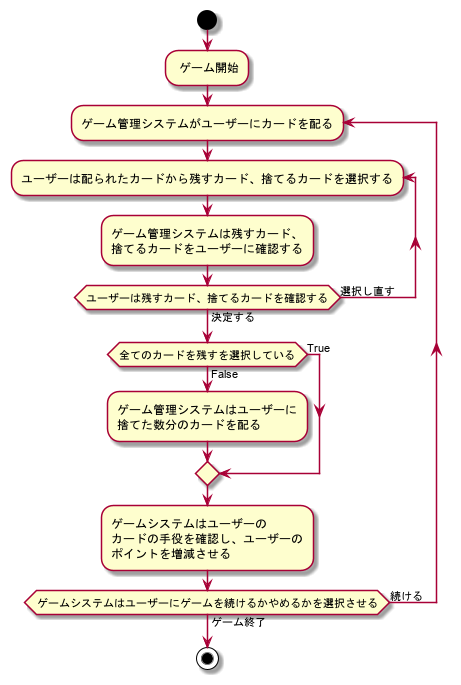 ゲーム開始
ゲーム管理システムがユーザーにカードを配る
ユーザーは配られたカードから残すカード、捨てるカードを選択する
ゲーム管理システムは残すカード、
捨てるカードをユーザーに確認する
ユーザーは残すカード、捨てるカードを確認する
選択し直す
決定する
全てのカードを残すを選択している
True
False
ゲーム管理システムはユーザーに
捨てた数分のカードを配る
ゲームシステムはユーザーの
カードの手役を確認し、ユーザーの
ポイントを増減させる
ゲームシステムはユーザーにゲームを続けるかやめるかを選択させる
続ける
ゲーム終了